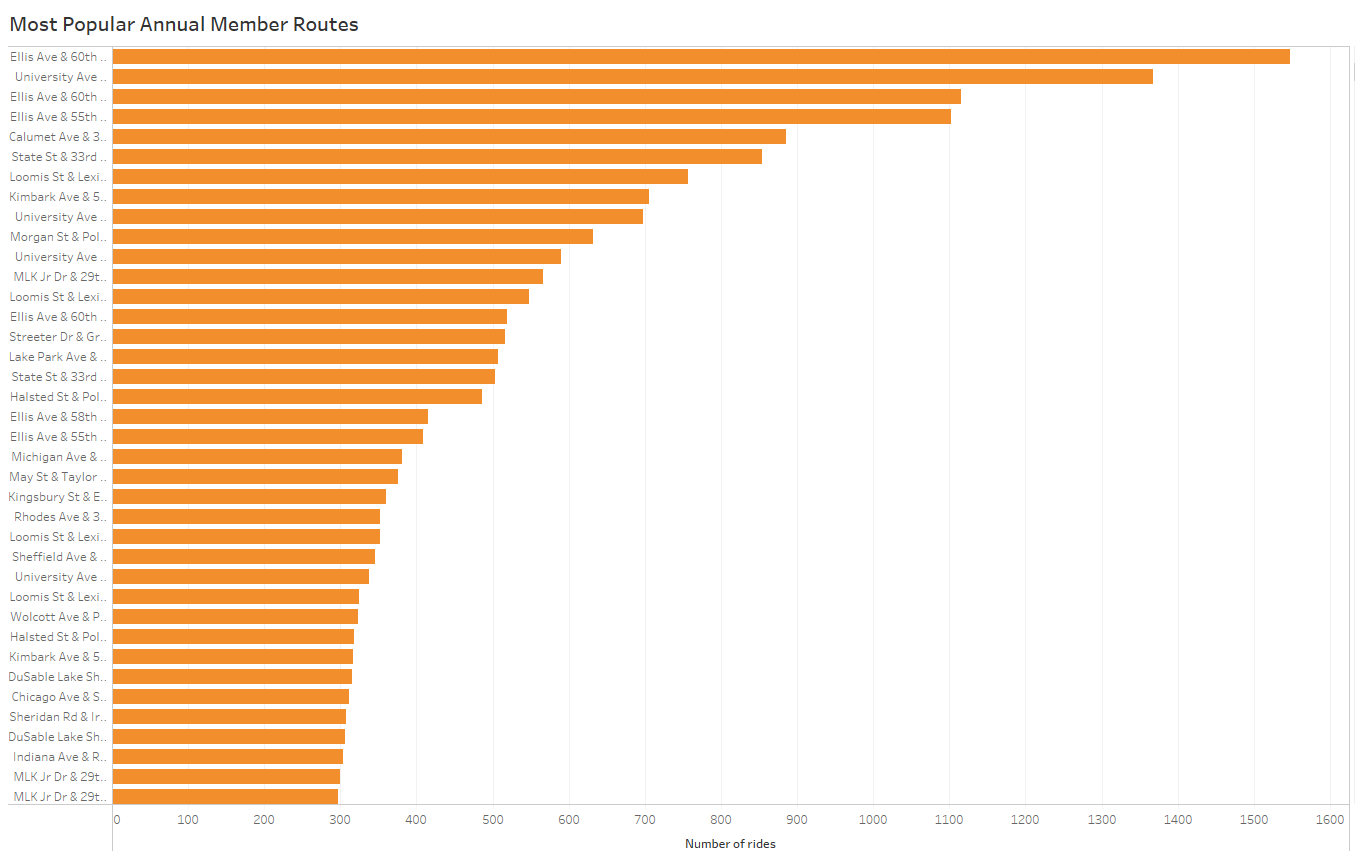 Most Popular Annual Member Routes
Ellis Ave & 60th ..
University Ave ..
Ellis Ave & 60th ..
Ellis Ave & 55th ..
Calumet Ave & 3..
State St & 33rd ..
Loomis St & Lexi..
Kimbark Ave & 5..
University Ave ..
Morgan St & Pol..
University Ave ..
MLK Jr Dr & 29t..
Loomis St & Lexi..
Ellis Ave & 60th ..
Streeter Dr & Gr..
Lake Park Ave & ..
State St & 33rd ..
Halsted St & Pol..
Ellis Ave & 58th ..
Ellis Ave & 55th ..
Michigan Ave & ..
May St & Taylor ..
Kingsbury St & E..
Rhodes Ave & 3..
Loomis St & Lexi..
Sheffield Ave & ..
University Ave ..
Loomis St & Lexi..
Wolcott Ave & P..
Halsted St & Pol..
Kimbark Ave & 5..
DuSable Lake Sh..
Chicago Ave & S..
Sheridan Rd & Ir..
DuSable Lake Sh..
Indiana Ave & R..
MLK Jr Dr & 29t..
MLK Jr Dr & 29t..
0 100 200 300 400 500 600 700 800 900 1000 1100 1200 1300 1400 1500 1600
Number of rides